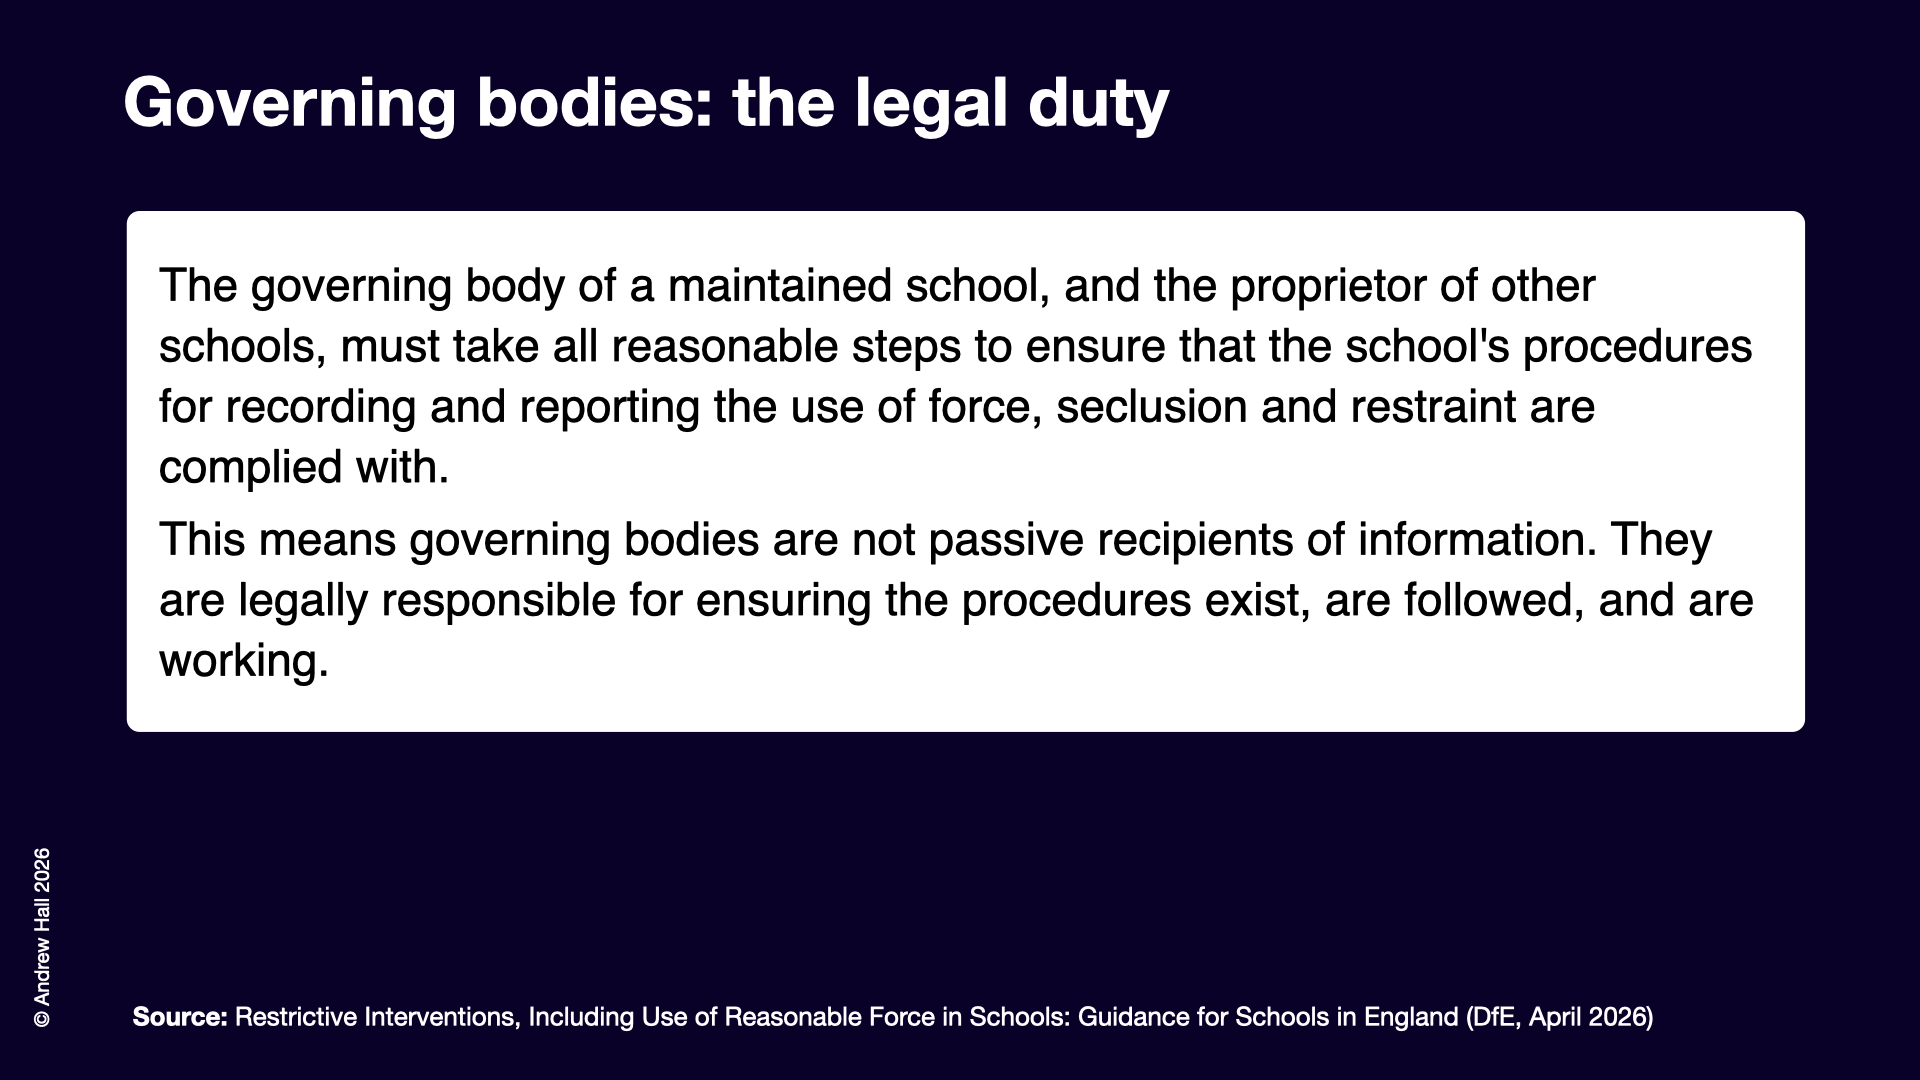 Governing bodies: the legal duty
The governing body of a maintained school, and the proprietor of other
schools, must take all reasonable steps to ensure that the school's procedures
for recording and reporting the use of force, seclusion and restraint are
complied with.
This means governing bodies are not passive recipients of information. They
are legally responsible for ensuring the procedures exist, are followed, and are
working.
© Andrew Hall 2026
Source: Restrictive Interventions, Including Use of Reasonable Force in Schools: Guidance for Schools in England (DfE, April 2026)